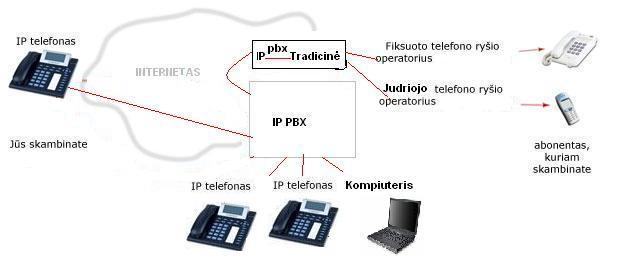 IP telefonas
INTERNETAS
pbx
IP Tradicinė
Fiksuoto telefono ryšio
operatorius
Judriojo telefono ryšio
operatorius
IP PBX
Jūs skambinate
abonentas,
kuriam
skambinate
IP telefonas
IP telefonas
Kompiuteris